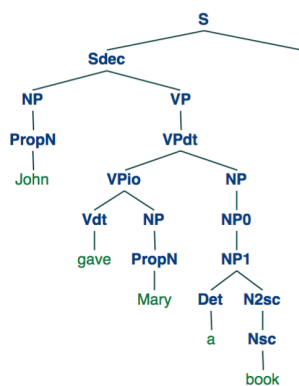 S
Sdec
NP VP
PropN VPdt
John VPio NP
Vdt NP NP0
gave PropN NP1
Mary Det N2sc
a Nsc
book